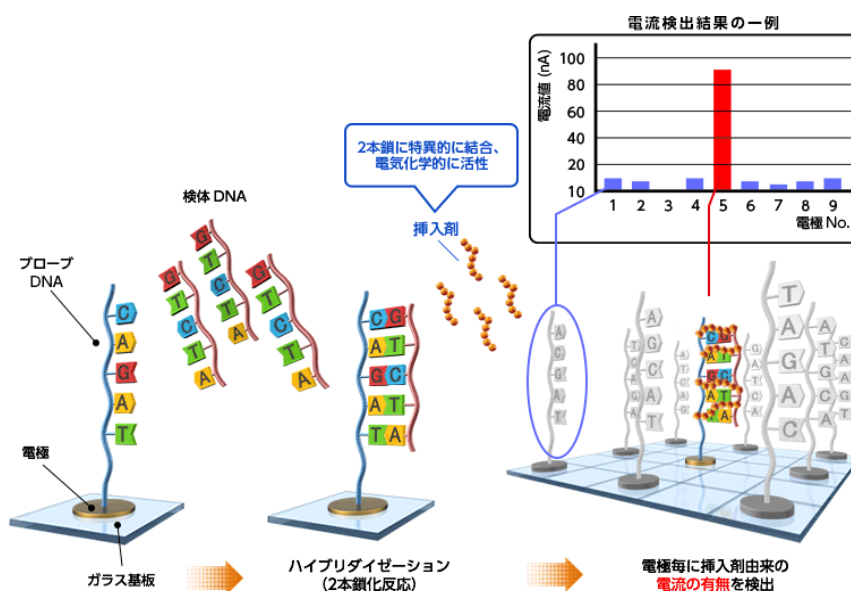 電流検出結果の一例
電流値 (nA)
100
80
60
40
20
10
1 2 3 4 5 6 7 8 9
電極 No.
2本鎖に特異的に結合、
電気化学的に活性
挿入剤
検体 DNA
プローブ
DNA
電極
ガラス基板
C
A
G
A
T
G
T
C
T
A
G
T
C
T
A
G
T
C
T
A
C G
A T
G C
A T
T A
A
C
G
A
T
T
C
A
G
A
A
G
C
A
T
A
T
C
A
G
C G
A T
G C
A T
T A
G
A
T
C
A
T
A
G
A
C
A
T
G
C
A
T
C
A
A
G
ハイブリダイゼーション
(2本鎖化反応)
電極毎に挿入剤由来の
電流の有無を検出